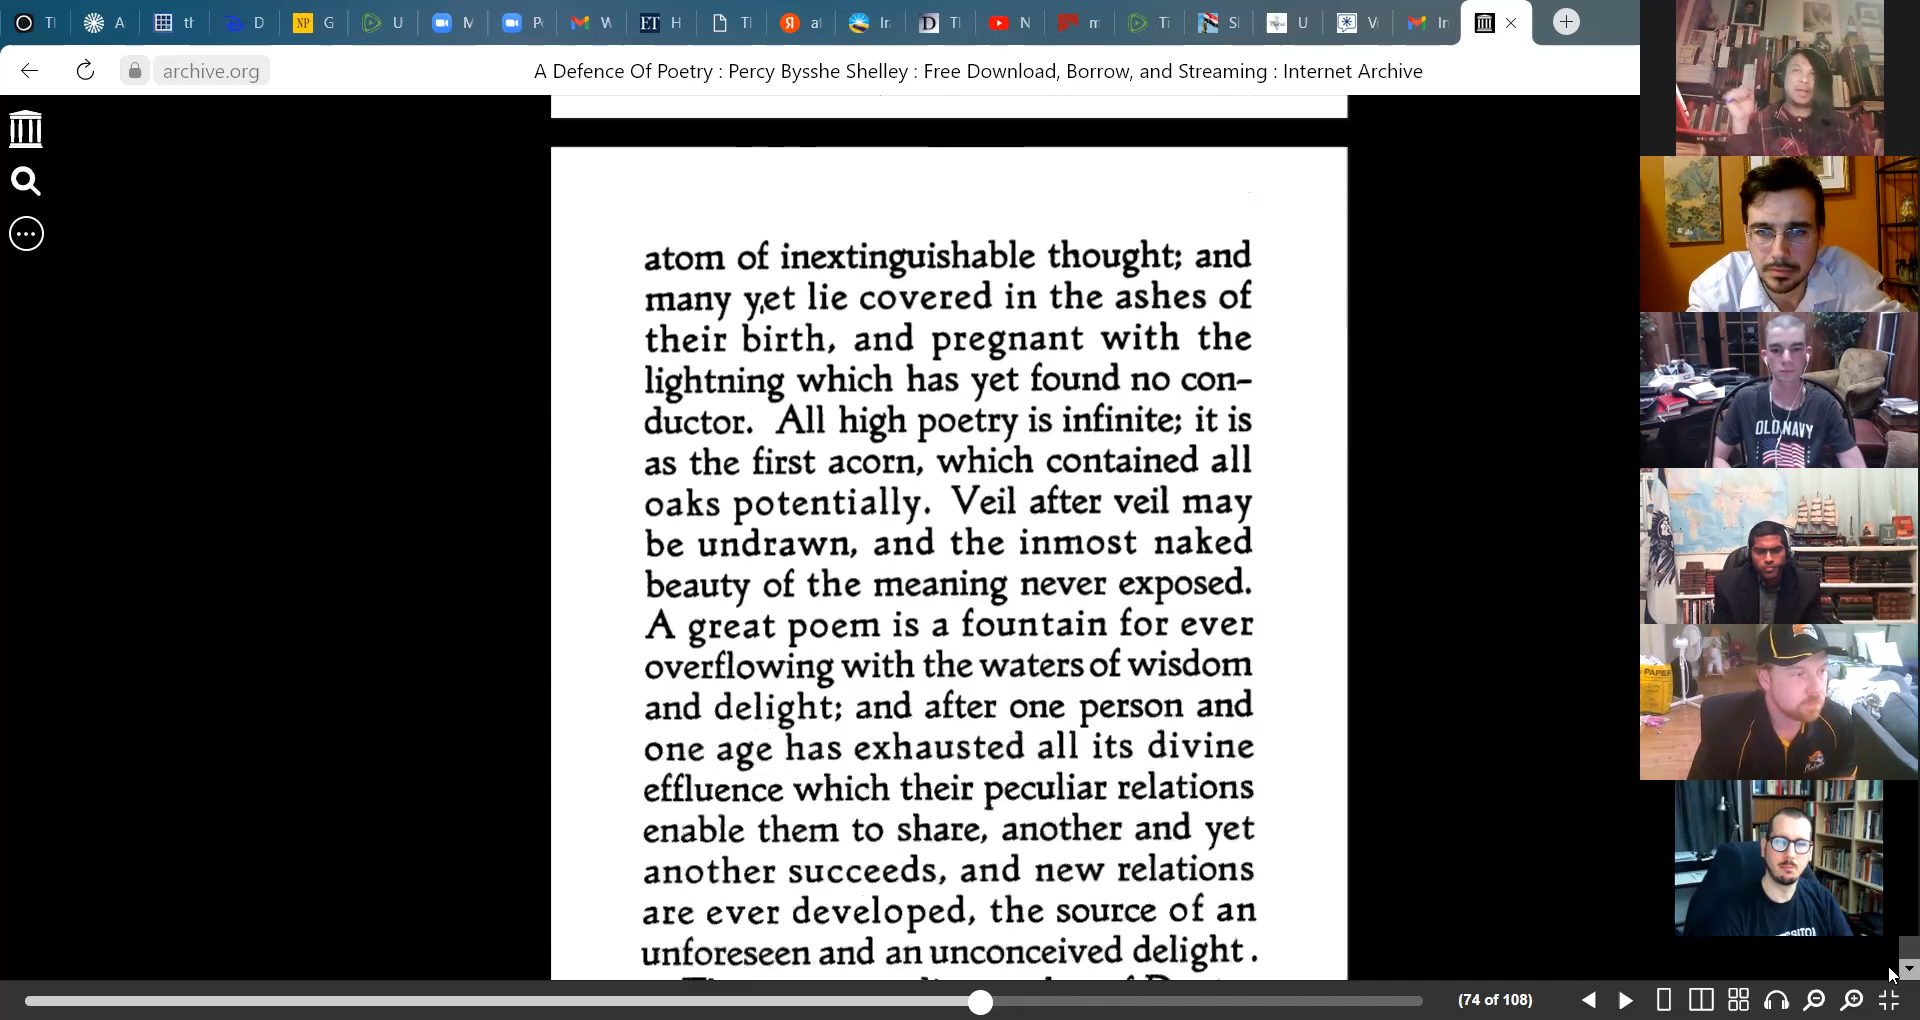 T
A
th
D
NP G
U
M
P
W
ET H
T
Я a
Ir
D T
N
m
Ti
S
U
V
Ir
archive.org
A Defence Of Poetry : Percy Bysshe Shelley : Free Download, Borrow, and Streaming : Internet Archive
atom of inextinguishable thought; and
many yet lie covered in the ashes of
their birth, and pregnant with the
lightning which has yet found no con-
ductor. All high poetry is infinite; it is
as the first acorn, which contained all
oaks potentially. Veil after veil may
be undrawn, and the inmost naked
beauty of the meaning never exposed.
A great poem is a fountain for ever
overflowing with the waters of wisdom
and delight; and after one person and
one age has exhausted all its divine
effluence which their peculiar relations
enable them to share, another and yet
another succeeds, and new relations
are ever developed, the source of an
unforeseen and an unconceived delight.
(74 of 108)
OLD NAVY
PAPER